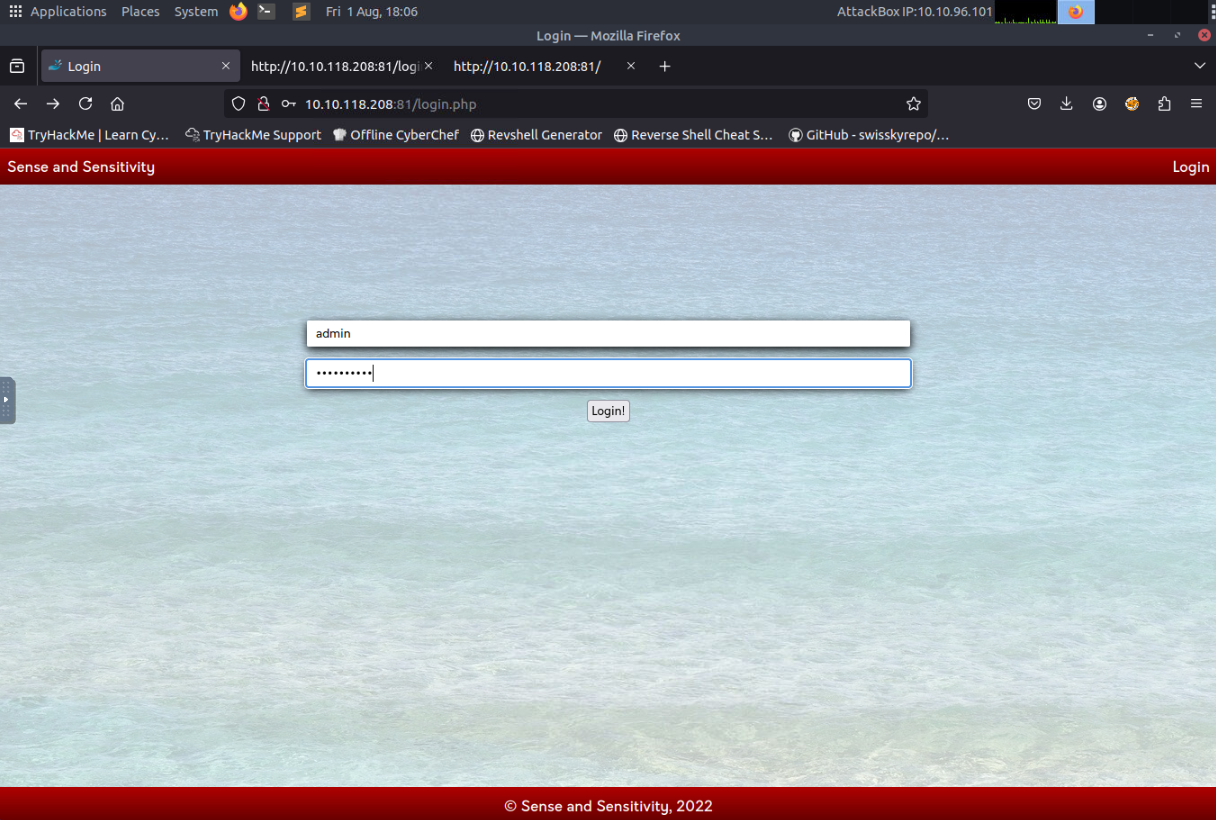 Applications Places System Fri 1 Aug, 18:06 AttackBox IP:10.10.96.101
Login — Mozilla Firefox
Login http://10.10.118.208:81/logi http://10.10.118.208:81/
10.10.118.208:81/login.php
TryHackMe | Learn Cy… TryHackMe Support Offline CyberChef Revshell Generator Reverse Shell Cheat S… GitHub - swisskyrepo/…
Sense and Sensitivity Login
admin
••••••••••
Login!
© Sense and Sensitivity, 2022